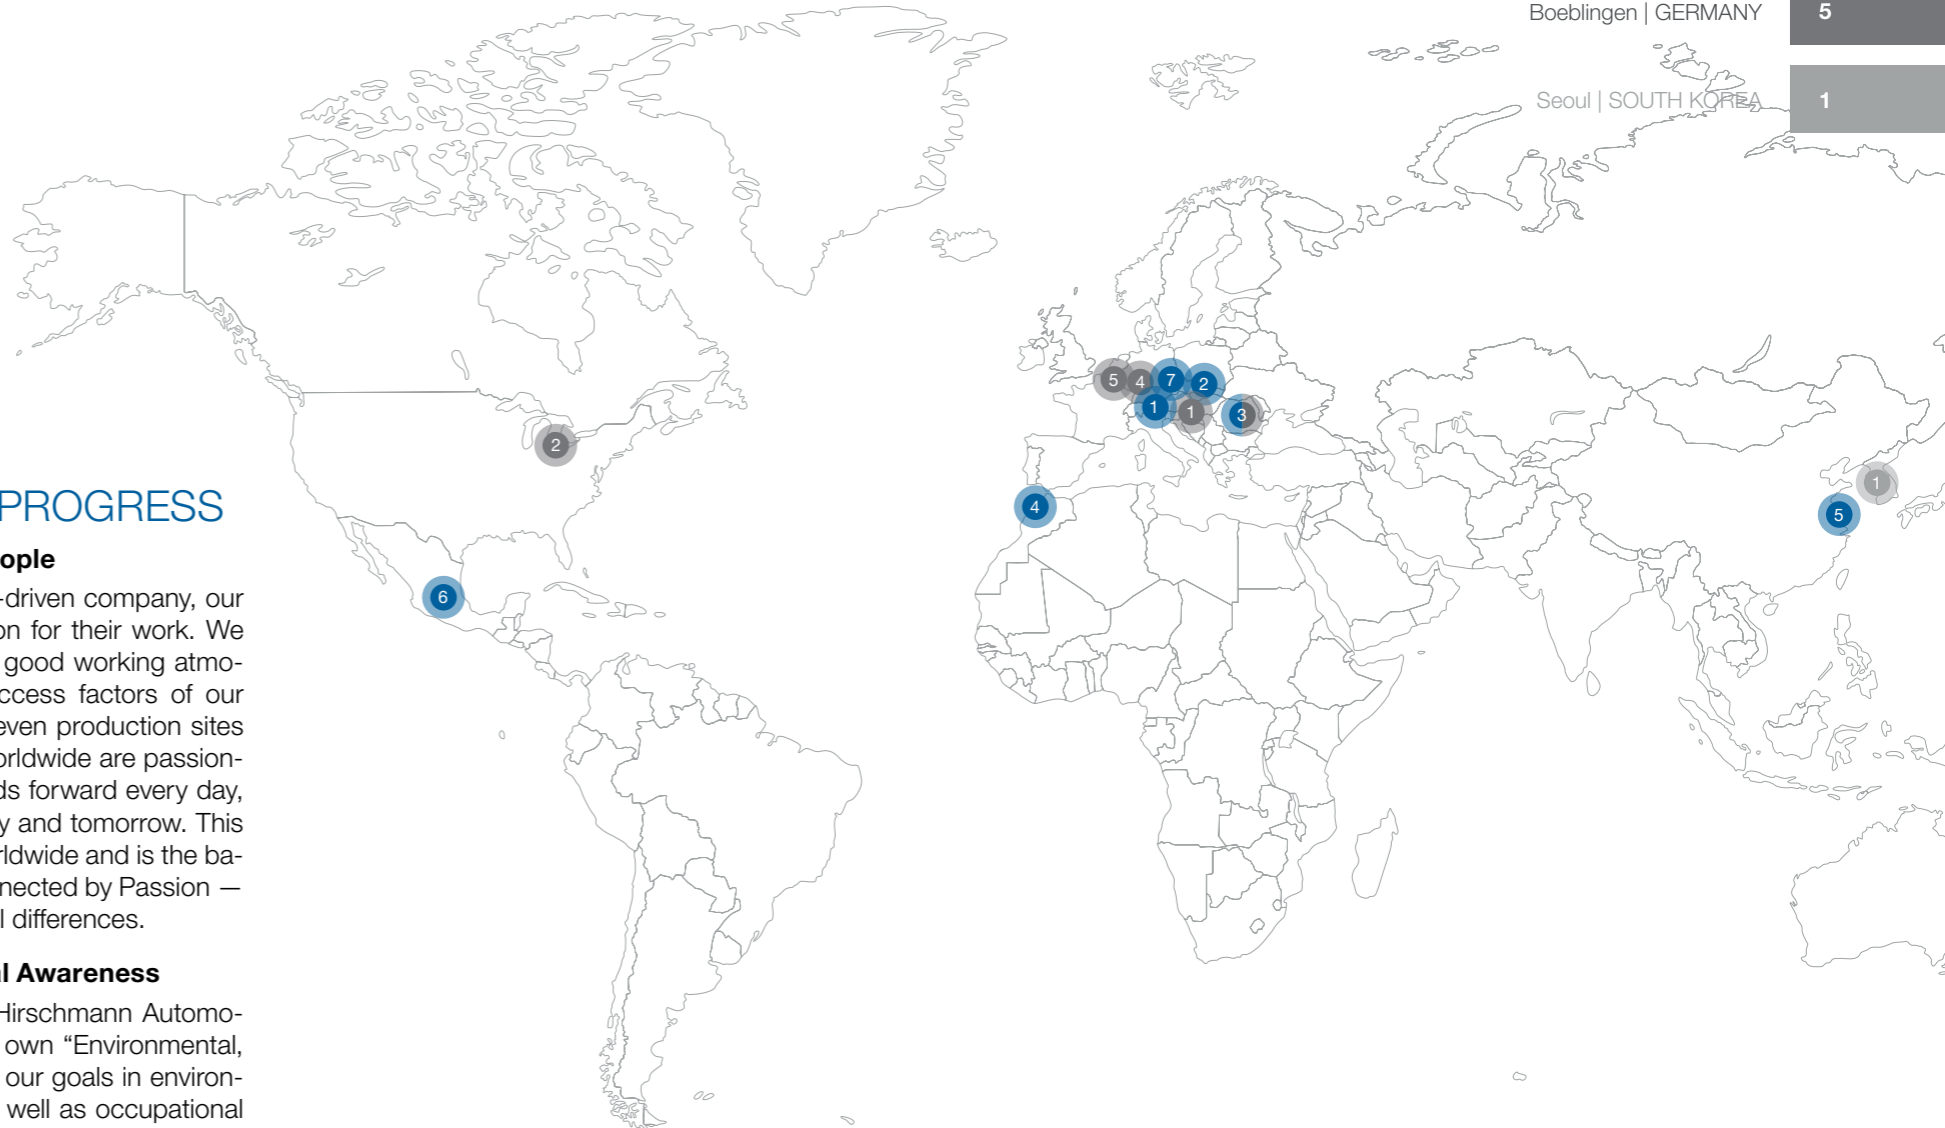 Boeblingen | GERMANY 5
Seoul | SOUTH KOREA 1
5 4 7 2
1 1 3
2
1
4
5
6
PROGRESS
ople
-driven company, our
on for their work. We
good working atmo-
ccess factors of our
even production sites
orldwide are passion-
ds forward every day,
y and tomorrow. This
rldwide and is the ba-
nected by Passion —
l differences.
al Awareness
Hirschmann Automo-
own “Environmental,
our goals in environ-
well as occupational